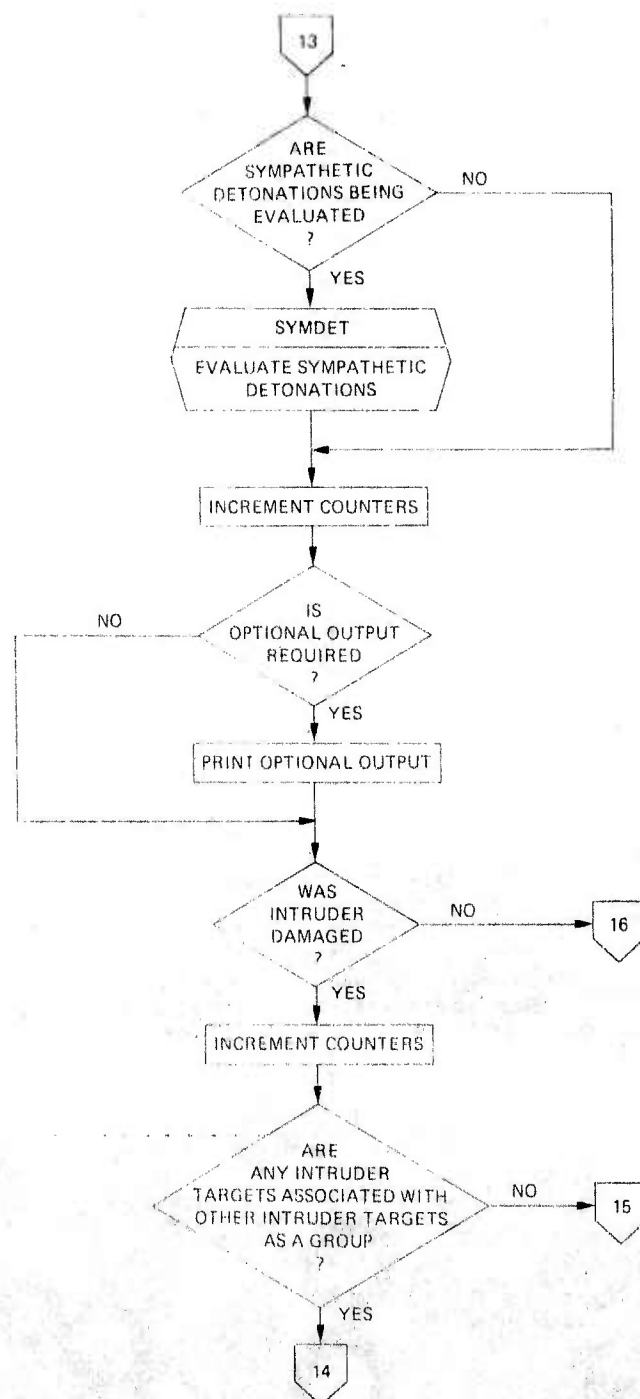 13
ARE
SYMPATHETIC
DETONATIONS BEING
EVALUATED
?
NO
YES
SYMDET
EVALUATE SYMPATHETIC
DETONATIONS
INCREMENT COUNTERS
IS
OPTIONAL OUTPUT
REQUIRED
?
NO
YES
PRINT OPTIONAL OUTPUT
WAS
INTRUDER
DAMAGED
?
NO
16
YES
INCREMENT COUNTERS
ARE
ANY INTRUDER
TARGETS ASSOCIATED WITH
OTHER INTRUDER TARGETS
AS A GROUP
?
NO
15
YES
14